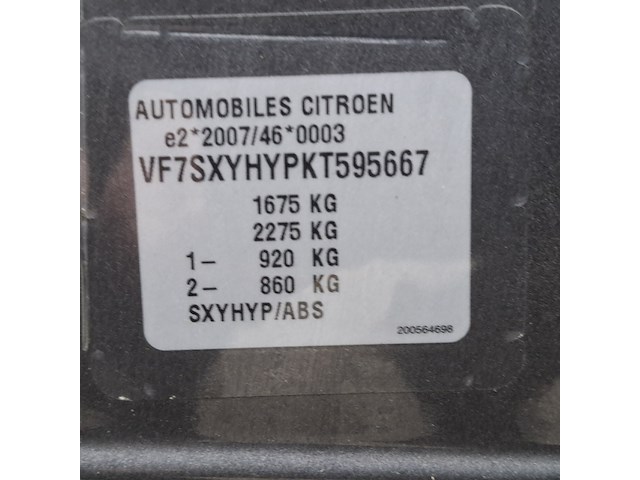 AUTOMOBILES CITROEN
e2*2007/46*0003
VF7SXYHYPKT595667
1675 KG
2275 KG
1- 920 KG
2- 860 KG
SXYHYP/ABS
200564698